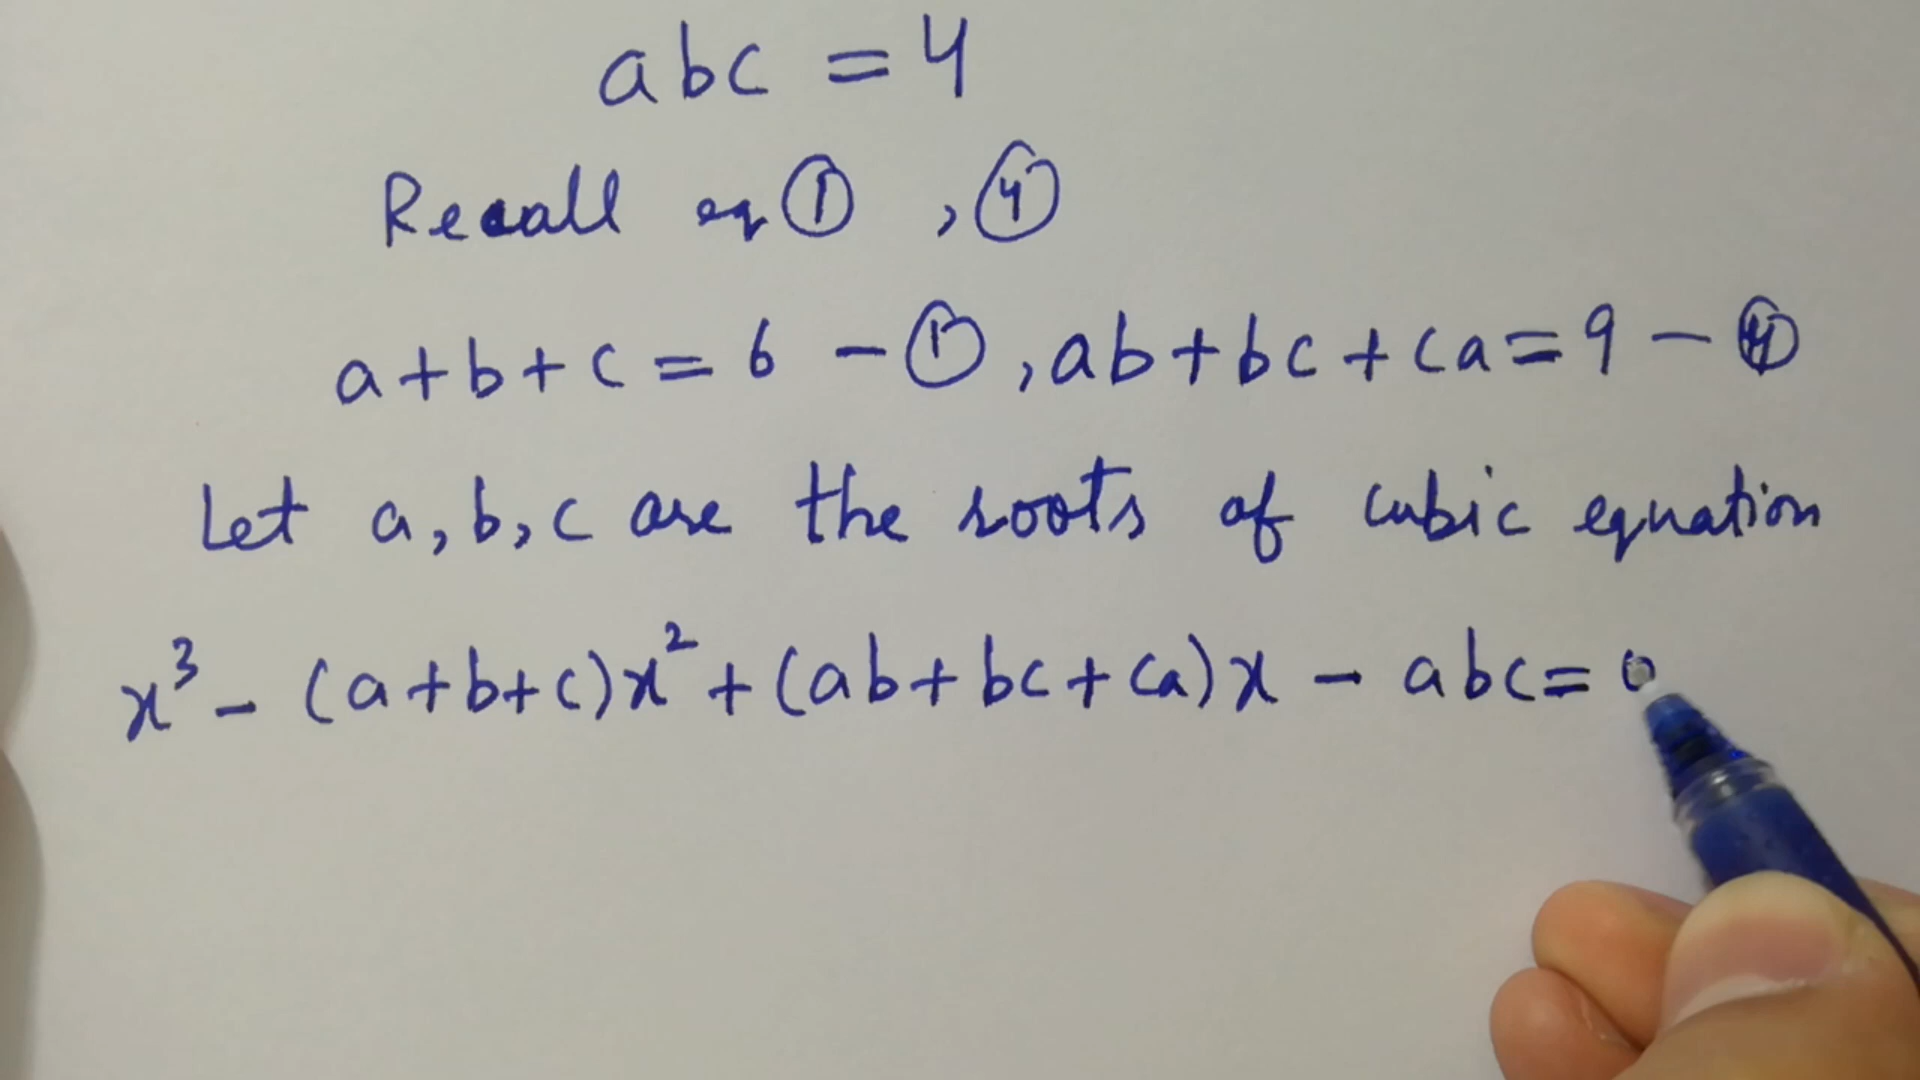 abc = 4
Recall eq ① , ④
a+b+c = 6 - ① , ab+bc+ca = 9 - ④
Let a, b, c are the roots of cubic equation
x³ - (a+b+c)x² + (ab+bc+ca)x - abc = 0